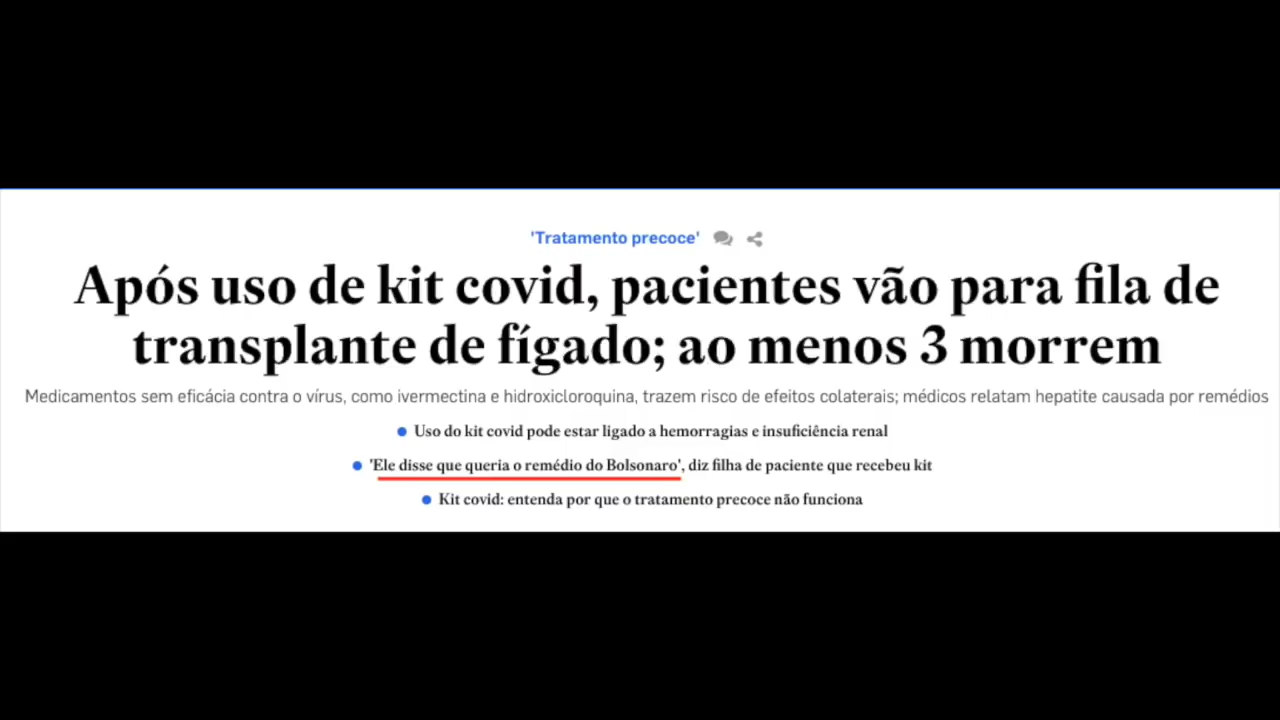 'Tratamento precoce'
Após uso de kit covid, pacientes vão para fila de
transplante de fígado; ao menos 3 morrem
Medicamentos sem eficácia contra o vírus, como ivermectina e hidroxicloroquina, trazem risco de efeitos colaterais; médicos relatam hepatite causada por remédios
Uso do kit covid pode estar ligado a hemorragias e insuficiência renal
'Ele disse que queria o remédio do Bolsonaro', diz filha de paciente que recebeu kit
Kit covid: entenda por que o tratamento precoce não funciona